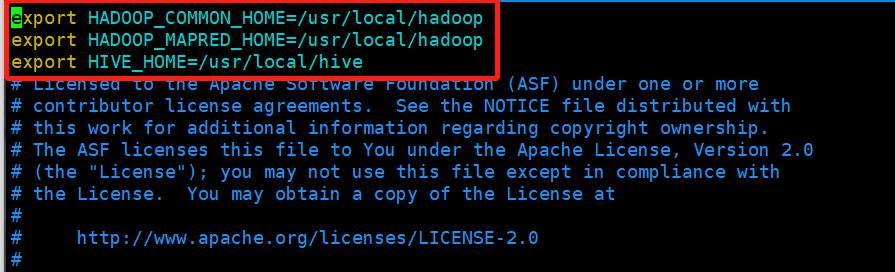 export HADOOP_COMMON_HOME=/usr/local/hadoop
export HADOOP_MAPRED_HOME=/usr/local/hadoop
export HIVE_HOME=/usr/local/hive
# Licensed to the Apache Software Foundation (ASF) under one or more
# contributor license agreements.  See the NOTICE file distributed with
# this work for additional information regarding copyright ownership.
# The ASF licenses this file to You under the Apache License, Version 2.0
# (the "License"); you may not use this file except in compliance with
# the License.  You may obtain a copy of the License at
#
#     http://www.apache.org/licenses/LICENSE-2.0
#